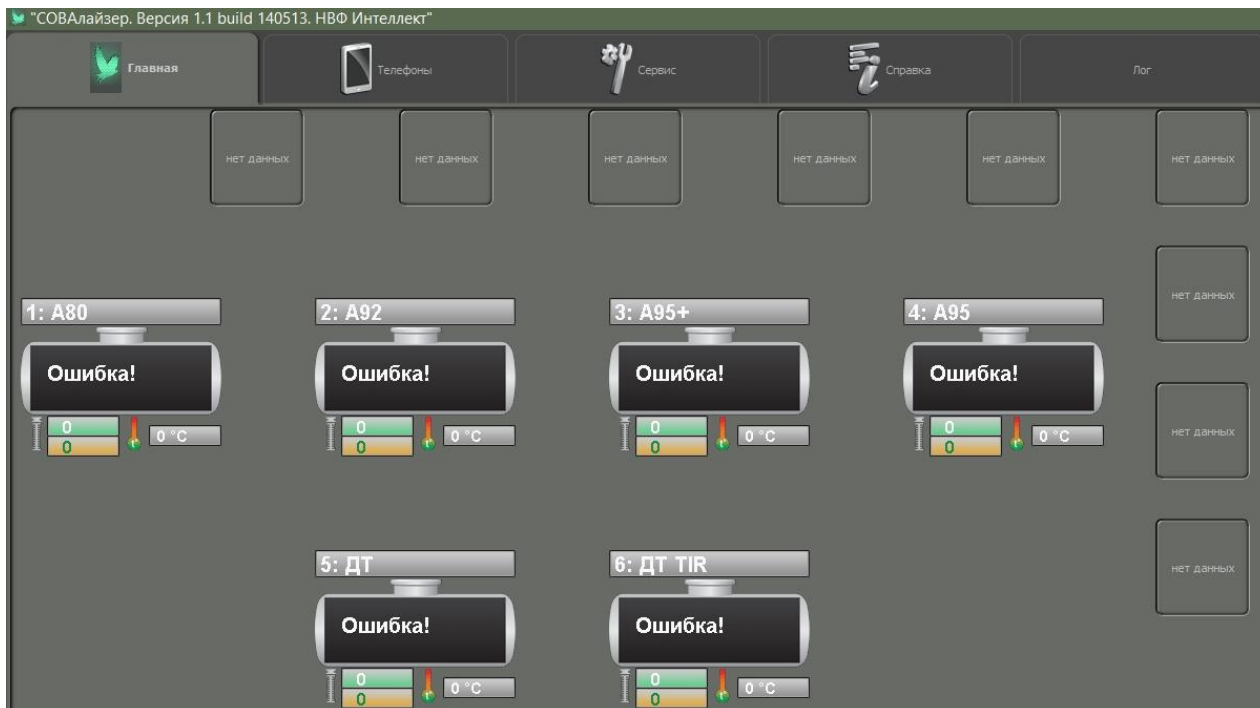 "СОВАлайзер. Версия 1.1 build 140513. НВФ Интеллект"
Главная
Телефоны
Сервис
Справка
Лог
нет данных
нет данных
нет данных
нет данных
нет данных
нет данных
нет данных
1: А80
2: А92
3: А95+
4: А95
Ошибка!
Ошибка!
Ошибка!
Ошибка!
0
0
0 °C
0
0
0 °C
0
0
0 °C
0
0
0 °C
нет данных
5: ДТ
6: ДТ TIR
нет данных
Ошибка!
Ошибка!
0
0
0 °C
0
0
0 °C